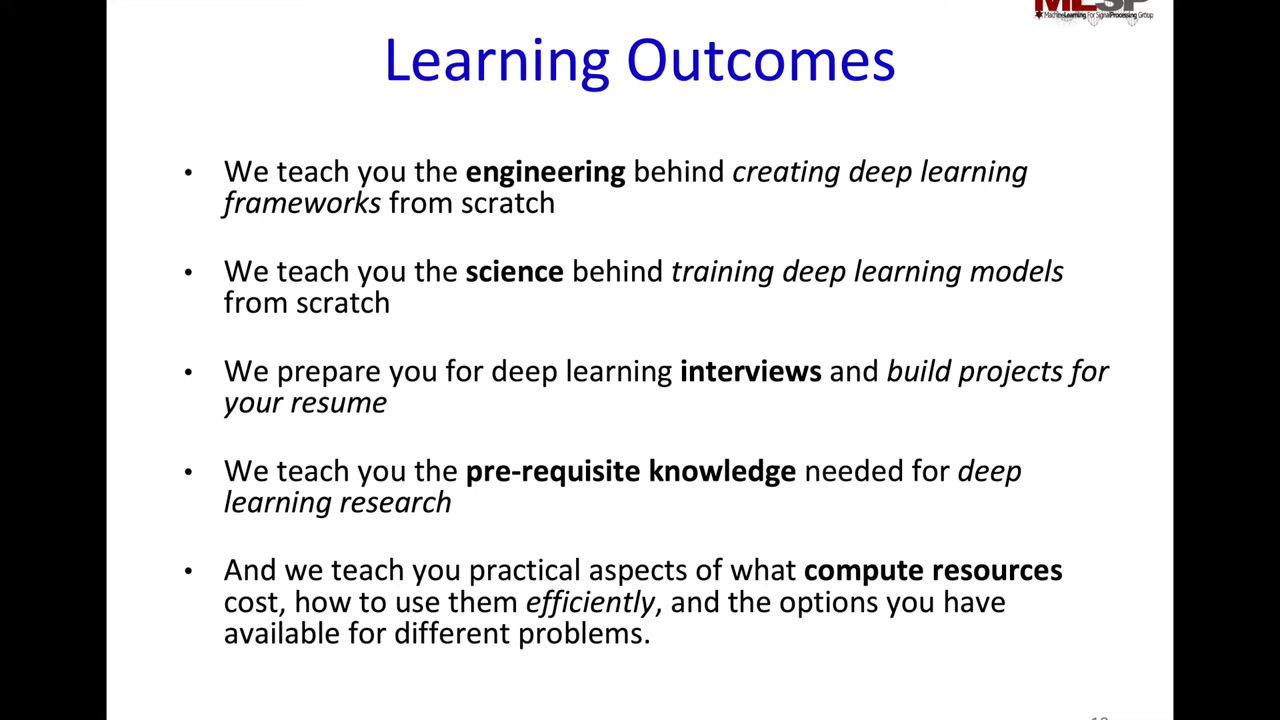 MachineLearning For SignalProcessing Group
Learning Outcomes
• We teach you the engineering behind creating deep learning
frameworks from scratch
• We teach you the science behind training deep learning models
from scratch
• We prepare you for deep learning interviews and build projects for
your resume
• We teach you the pre-requisite knowledge needed for deep
learning research
• And we teach you practical aspects of what compute resources
cost, how to use them efficiently, and the options you have
available for different problems.